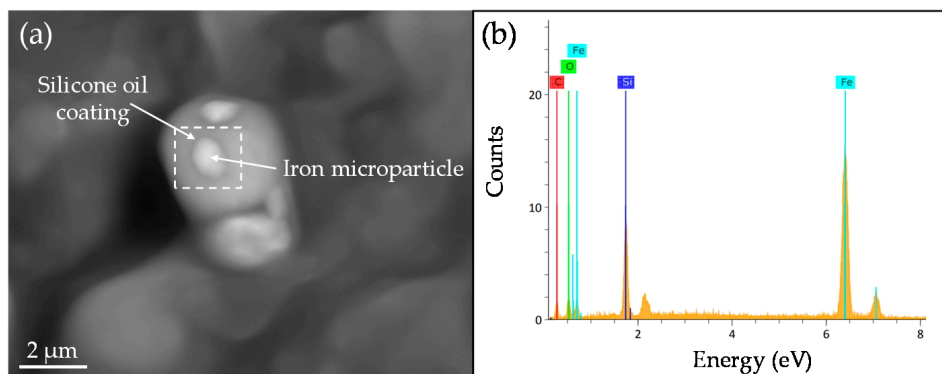 (a)
Silicone oil
coating
Iron microparticle
2 μm
(b)
Fe
O
C
Si
Fe
20
10
0
Counts
2
4
6
8
Energy (eV)